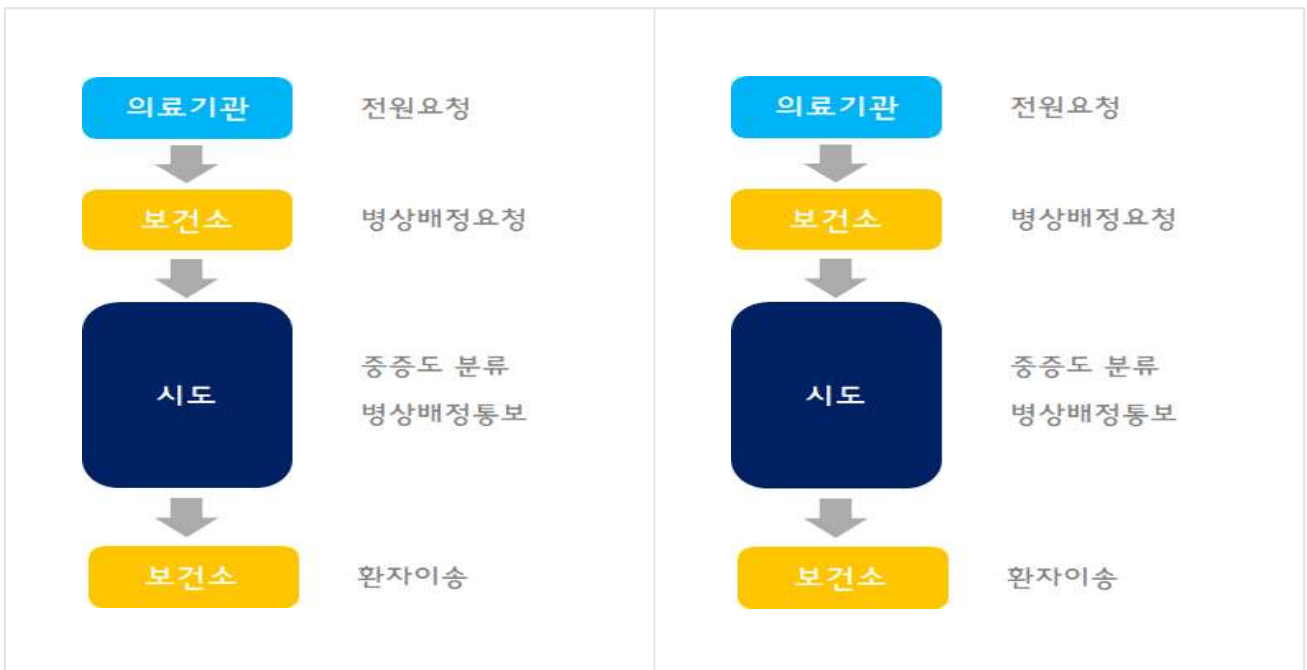 의료기관
전원요청
보건소
병상배정요청
시도
중증도 분류
병상배정통보
보건소
환자이송
의료기관
전원요청
보건소
병상배정요청
시도
중증도 분류
병상배정통보
보건소
환자이송